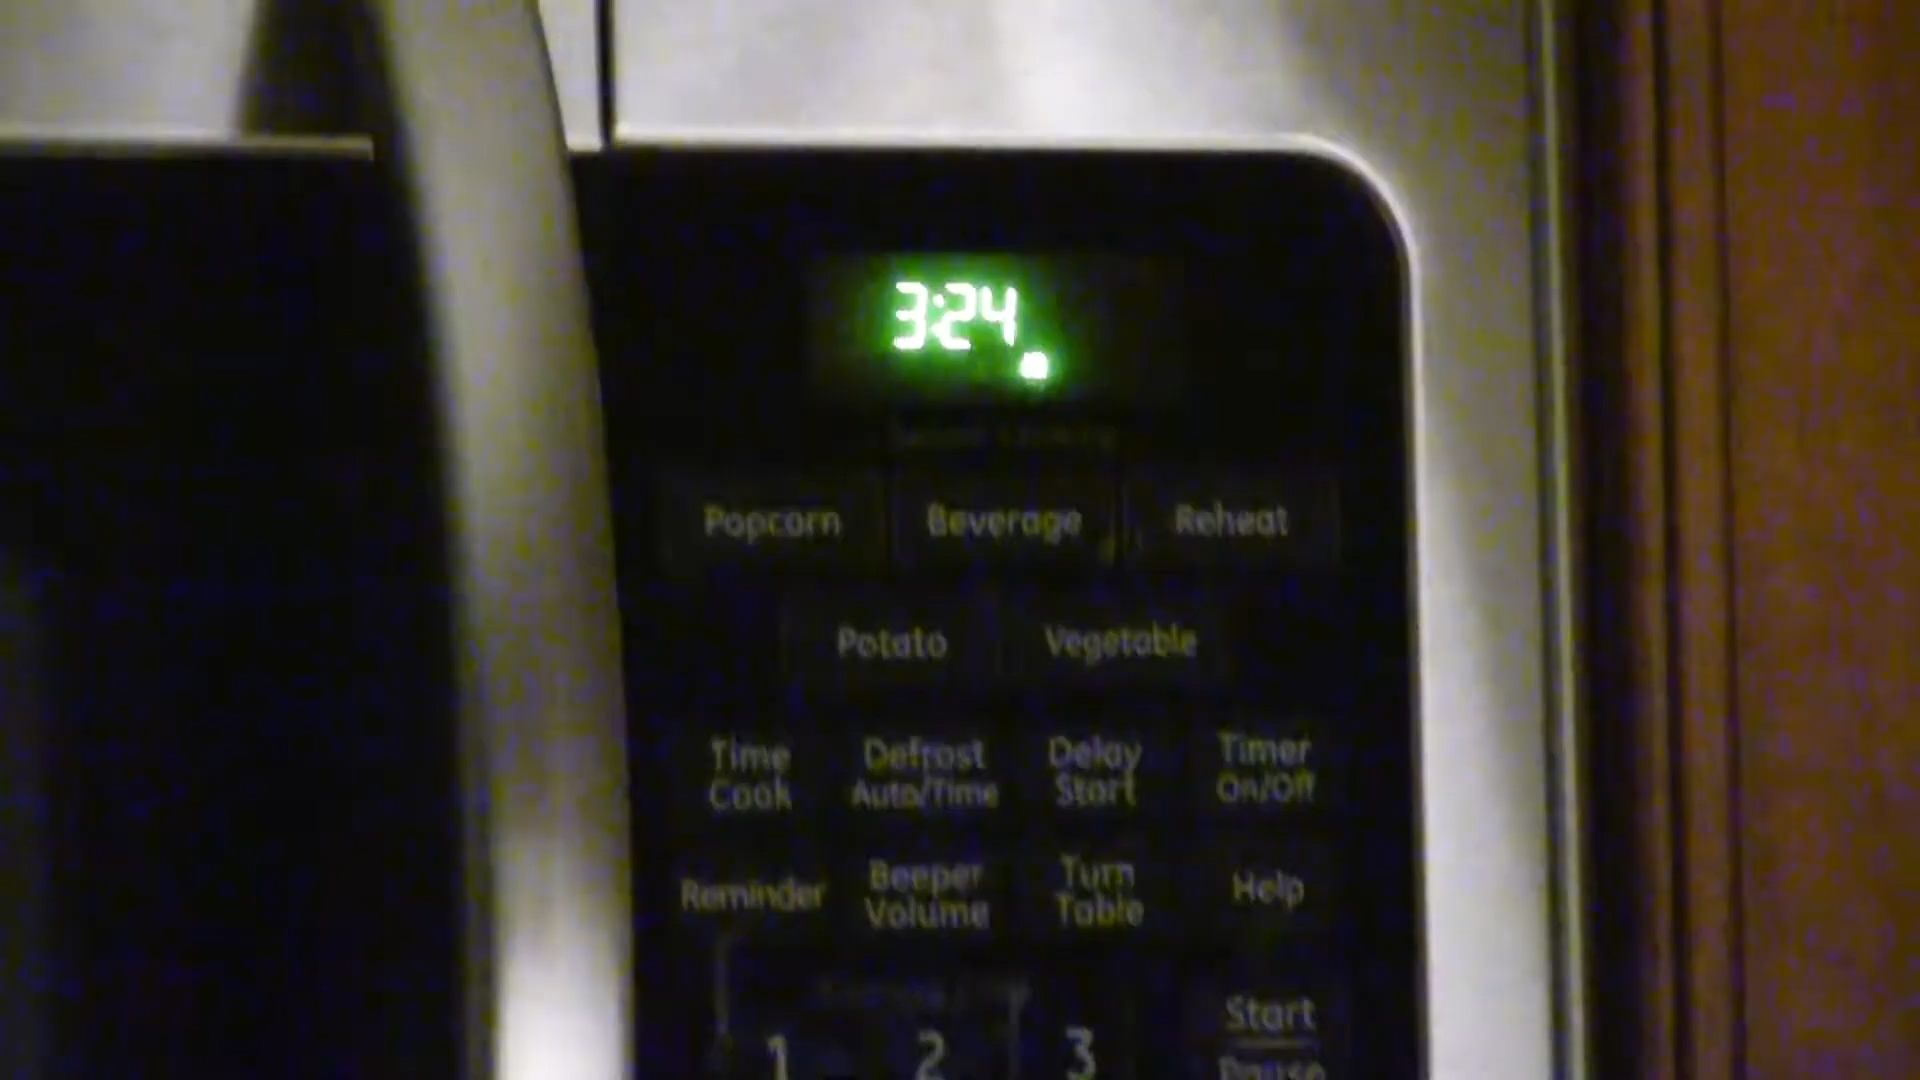 3:24
Popcorn Beverage Reheat
Potato Vegetable
Time Cook
Defrost Auto/Time
Delay Start
Timer On/Off
Reminder
Beeper Volume
Turn Table
Help
1 2 3
Start
Pause